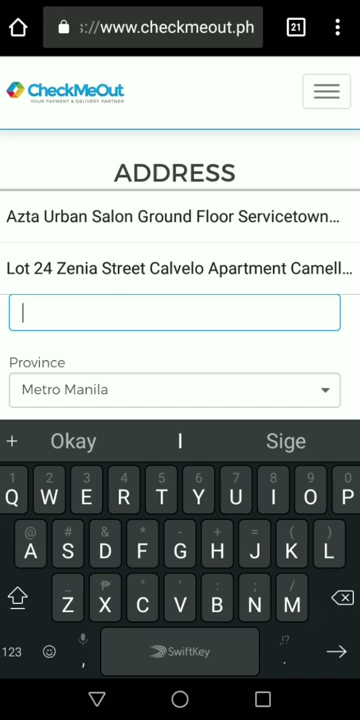 ://www.checkmeout.ph
21
CheckMeOut
YOUR PAYMENT & DELIVERY PARTNER
ADDRESS
Azta Urban Salon Ground Floor Servicetown...
Lot 24 Zenia Street Calvelo Apartment Camell...
Province
Metro Manila
+ Okay I Sige
1 2 3 4 5 6 7 8 9 0
Q W E R T Y U I O P
@ # & * - + = ( )
A S D F G H J K L
_ ₱ " ' : ; /
Z X C V B N M
123 , SwiftKey ,!? .